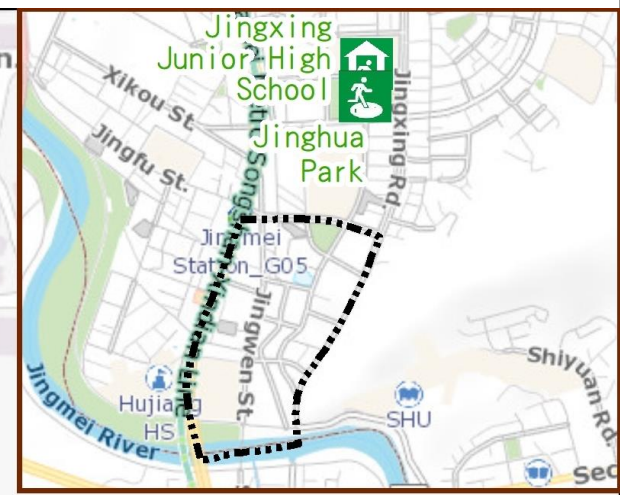 Jingxing
Junior High
School
Jinghua
Park
Xikou St.
Jingfu St.
Jingxing Rd.
Jingmei
Station_G05
Jingwen St.
Hujiang
HS
Jingmei River
SHU
Shiyuan Rd.
Sec
n.